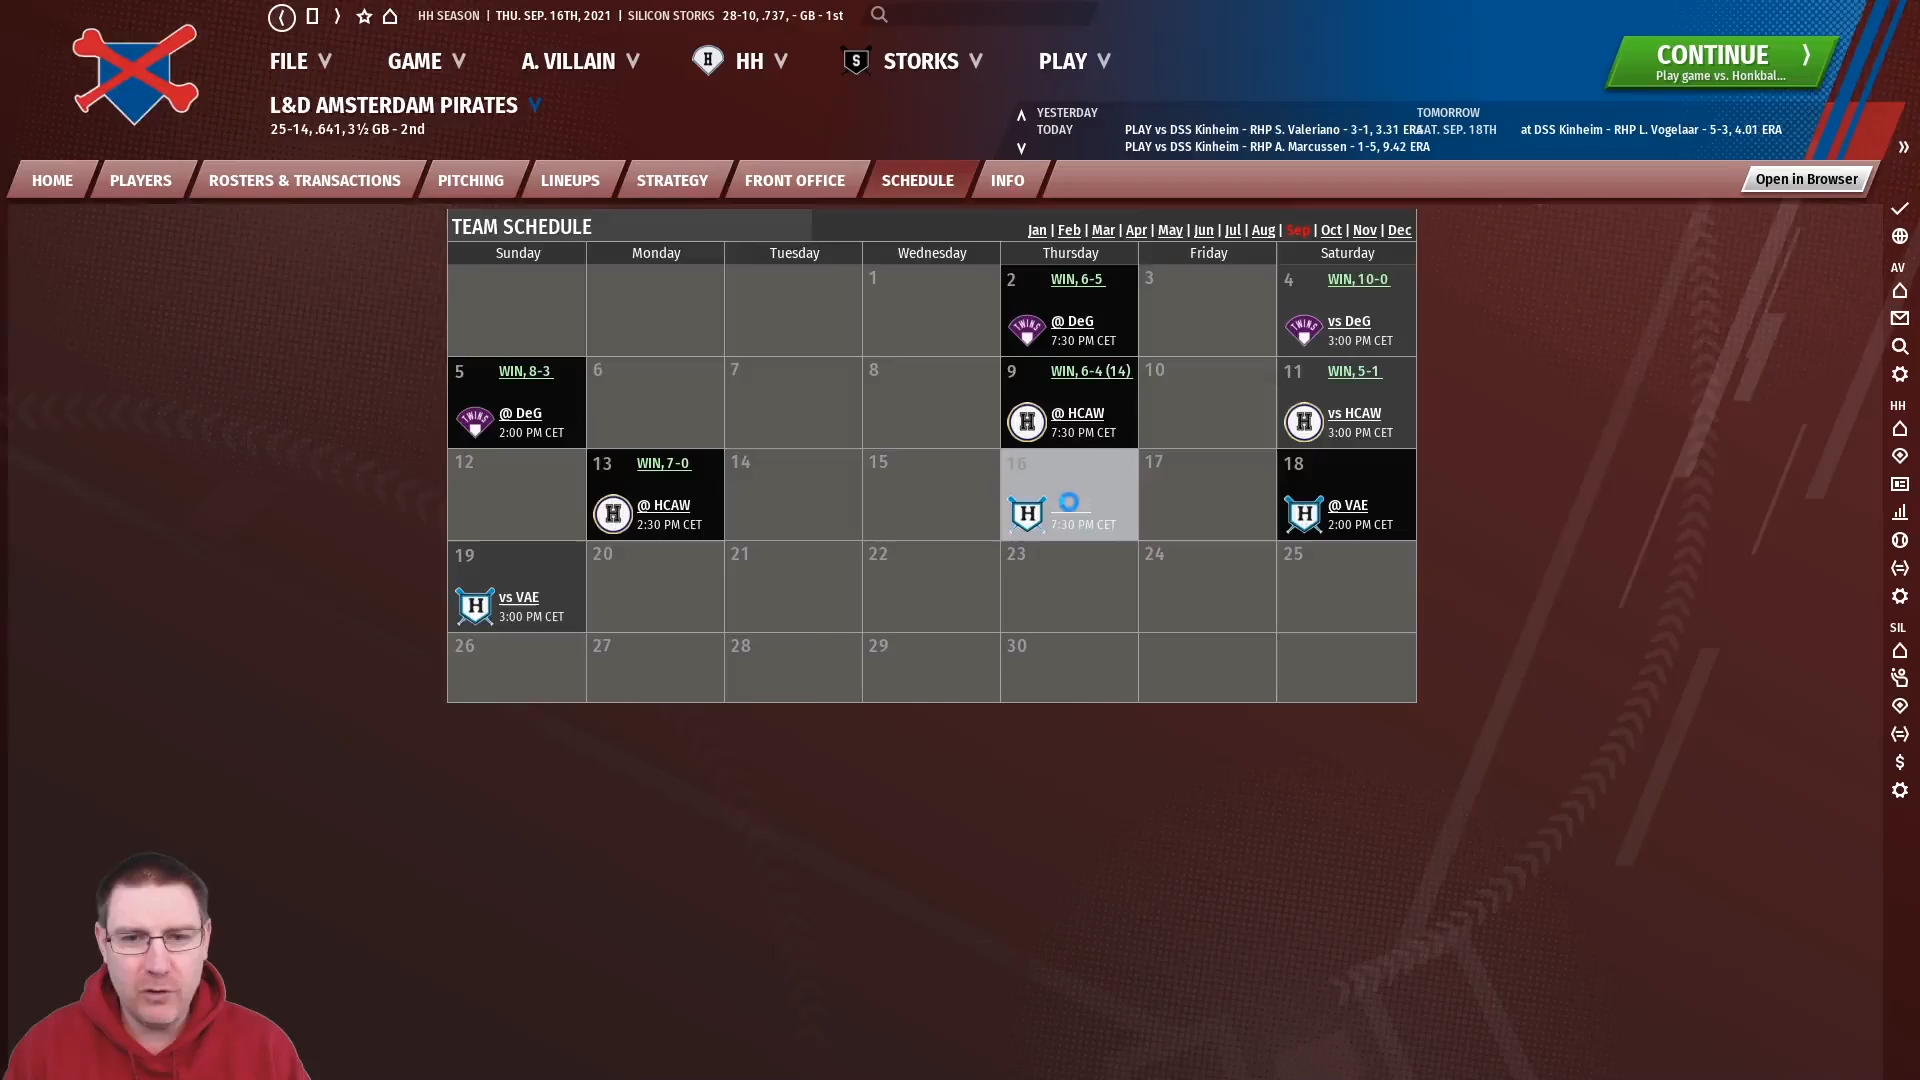 HH SEASON | THU. SEP. 16TH, 2021 | SILICON STORKS 28-10, .737, - GB - 1st
FILE GAME A. VILLAIN H HH S STORKS PLAY
CONTINUE
Play game vs. Honkbal...
L&D AMSTERDAM PIRATES
25-14, .641, 3½ GB - 2nd
YESTERDAY TOMORROW
TODAY PLAY vs DSS Kinheim - RHP S. Valeriano - 3-1, 3.31 ERA SAT. SEP. 18TH at DSS Kinheim - RHP L. Vogelaar - 5-3, 4.01 ERA
PLAY vs DSS Kinheim - RHP A. Marcussen - 1-5, 9.42 ERA
HOME PLAYERS ROSTERS & TRANSACTIONS PITCHING LINEUPS STRATEGY FRONT OFFICE SCHEDULE INFO Open in Browser
TEAM SCHEDULE Jan | Feb | Mar | Apr | May | Jun | Jul | Aug | Sep | Oct | Nov | Dec
Sunday Monday Tuesday Wednesday Thursday Friday Saturday
1 2 WIN, 6-5 3 4 WIN, 10-0
TWINS @ DeG TWINS vs DeG
7:30 PM CET 3:00 PM CET
5 WIN, 8-3 6 7 8 9 WIN, 6-4 (14) 10 11 WIN, 5-1
TWINS @ DeG H @ HCAW H vs HCAW
2:00 PM CET 7:30 PM CET 3:00 PM CET
12 13 WIN, 7-0 14 15 16 17 18
H @ HCAW H H @ VAE
2:30 PM CET 7:30 PM CET 2:00 PM CET
19 20 21 22 23 24 25
H vs VAE
3:00 PM CET
26 27 28 29 30
AV
HH
SIL
$